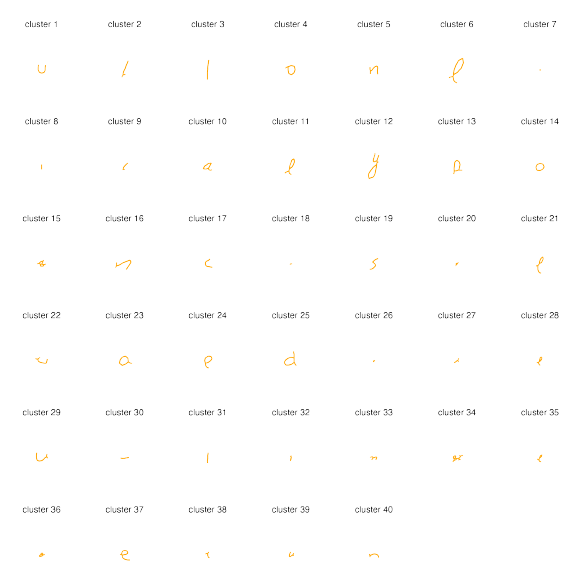 cluster 1 cluster 2 cluster 3 cluster 4 cluster 5 cluster 6 cluster 7
u l o n l
cluster 8 cluster 9 cluster 10 cluster 11 cluster 12 cluster 13 cluster 14
a l y o
cluster 15 cluster 16 cluster 17 cluster 18 cluster 19 cluster 20 cluster 21
c s
cluster 22 cluster 23 cluster 24 cluster 25 cluster 26 cluster 27 cluster 28
a e d e
cluster 29 cluster 30 cluster 31 cluster 32 cluster 33 cluster 34 cluster 35
u - l n e
cluster 36 cluster 37 cluster 38 cluster 39 cluster 40
e r